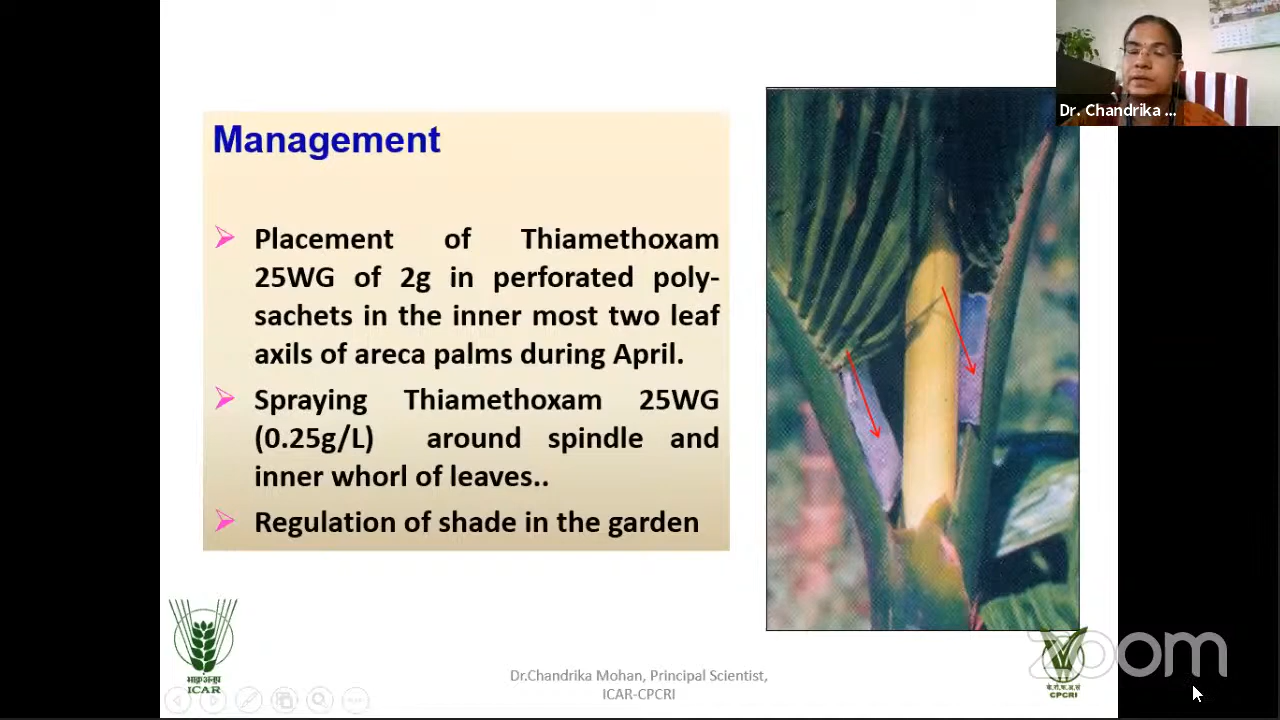 Dr. Chandrika ...
Management
Placement of Thiamethoxam
25WG of 2g in perforated poly-
sachets in the inner most two leaf
axils of areca palms during April.
Spraying Thiamethoxam 25WG
(0.25g/L) around spindle and
inner whorl of leaves..
Regulation of shade in the garden
भाकृअनुप
ICAR
Dr.Chandrika Mohan, Principal Scientist,
ICAR-CPCRI
zoom
CPCRI